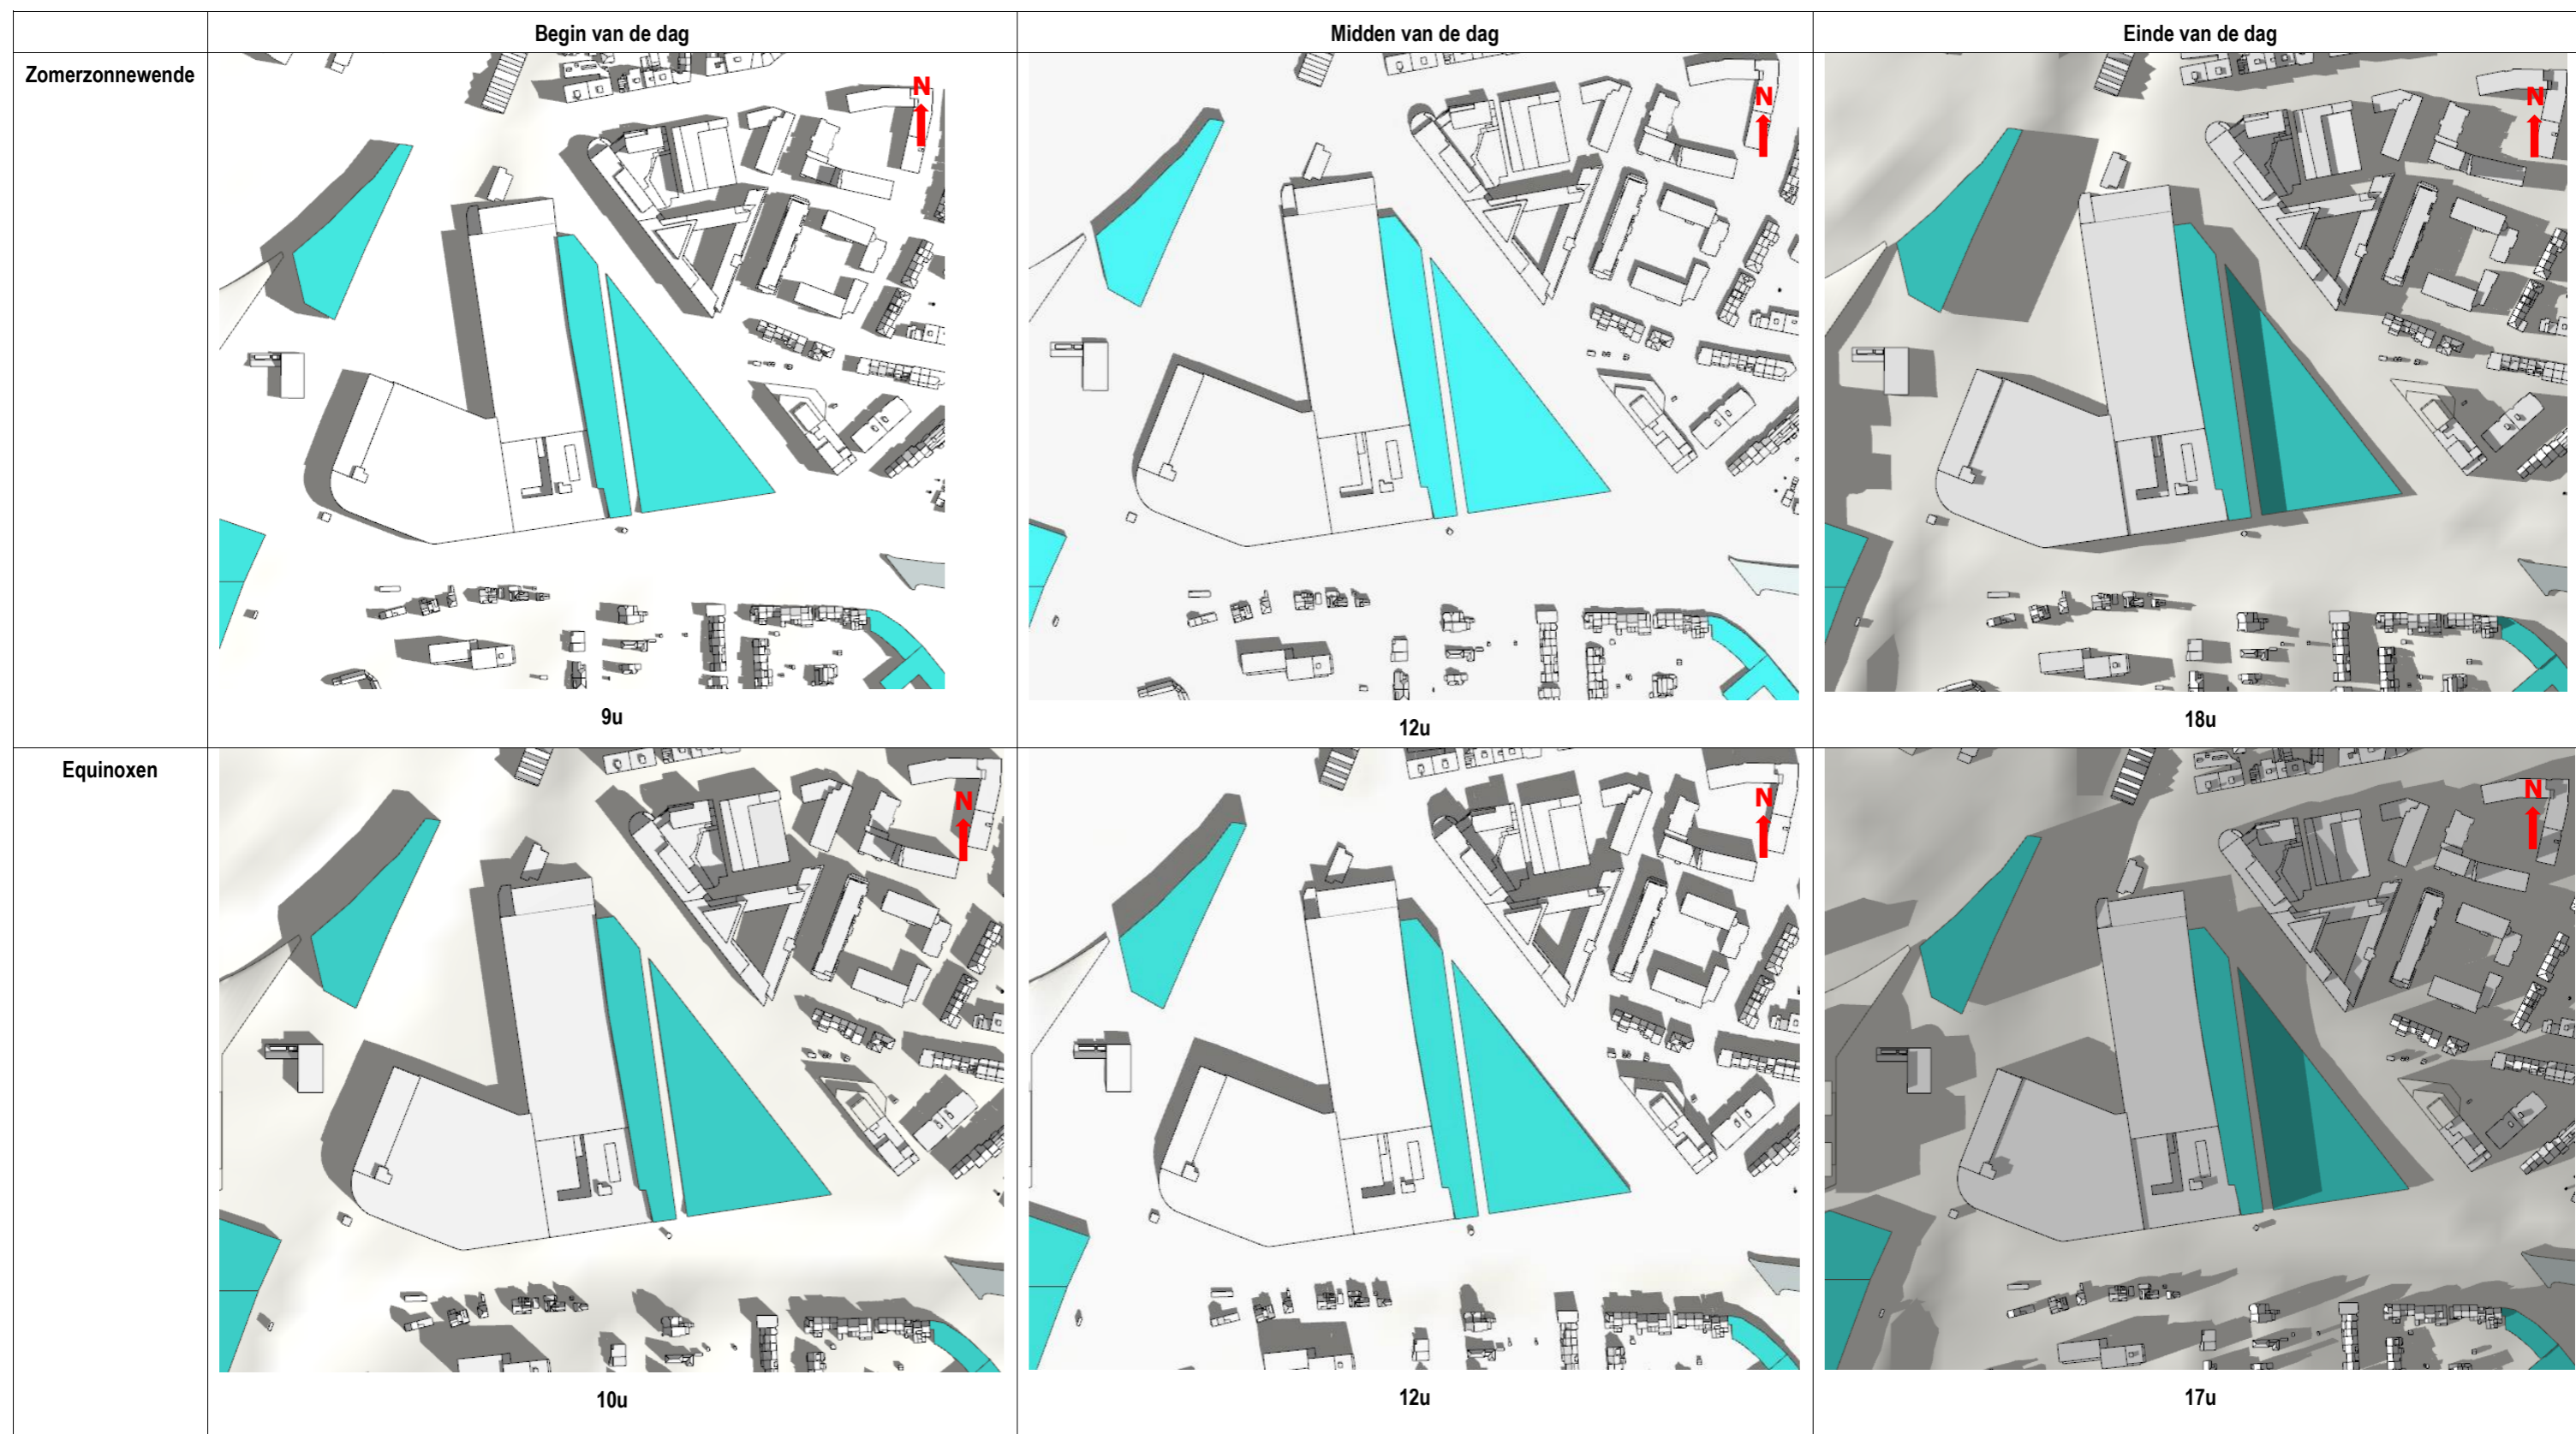 Begin van de dag
Midden van de dag
Einde van de dag
Zomerzonnewende
N
N
N
9u
12u
18u
Equinoxen
N
N
N
10u
12u
17u